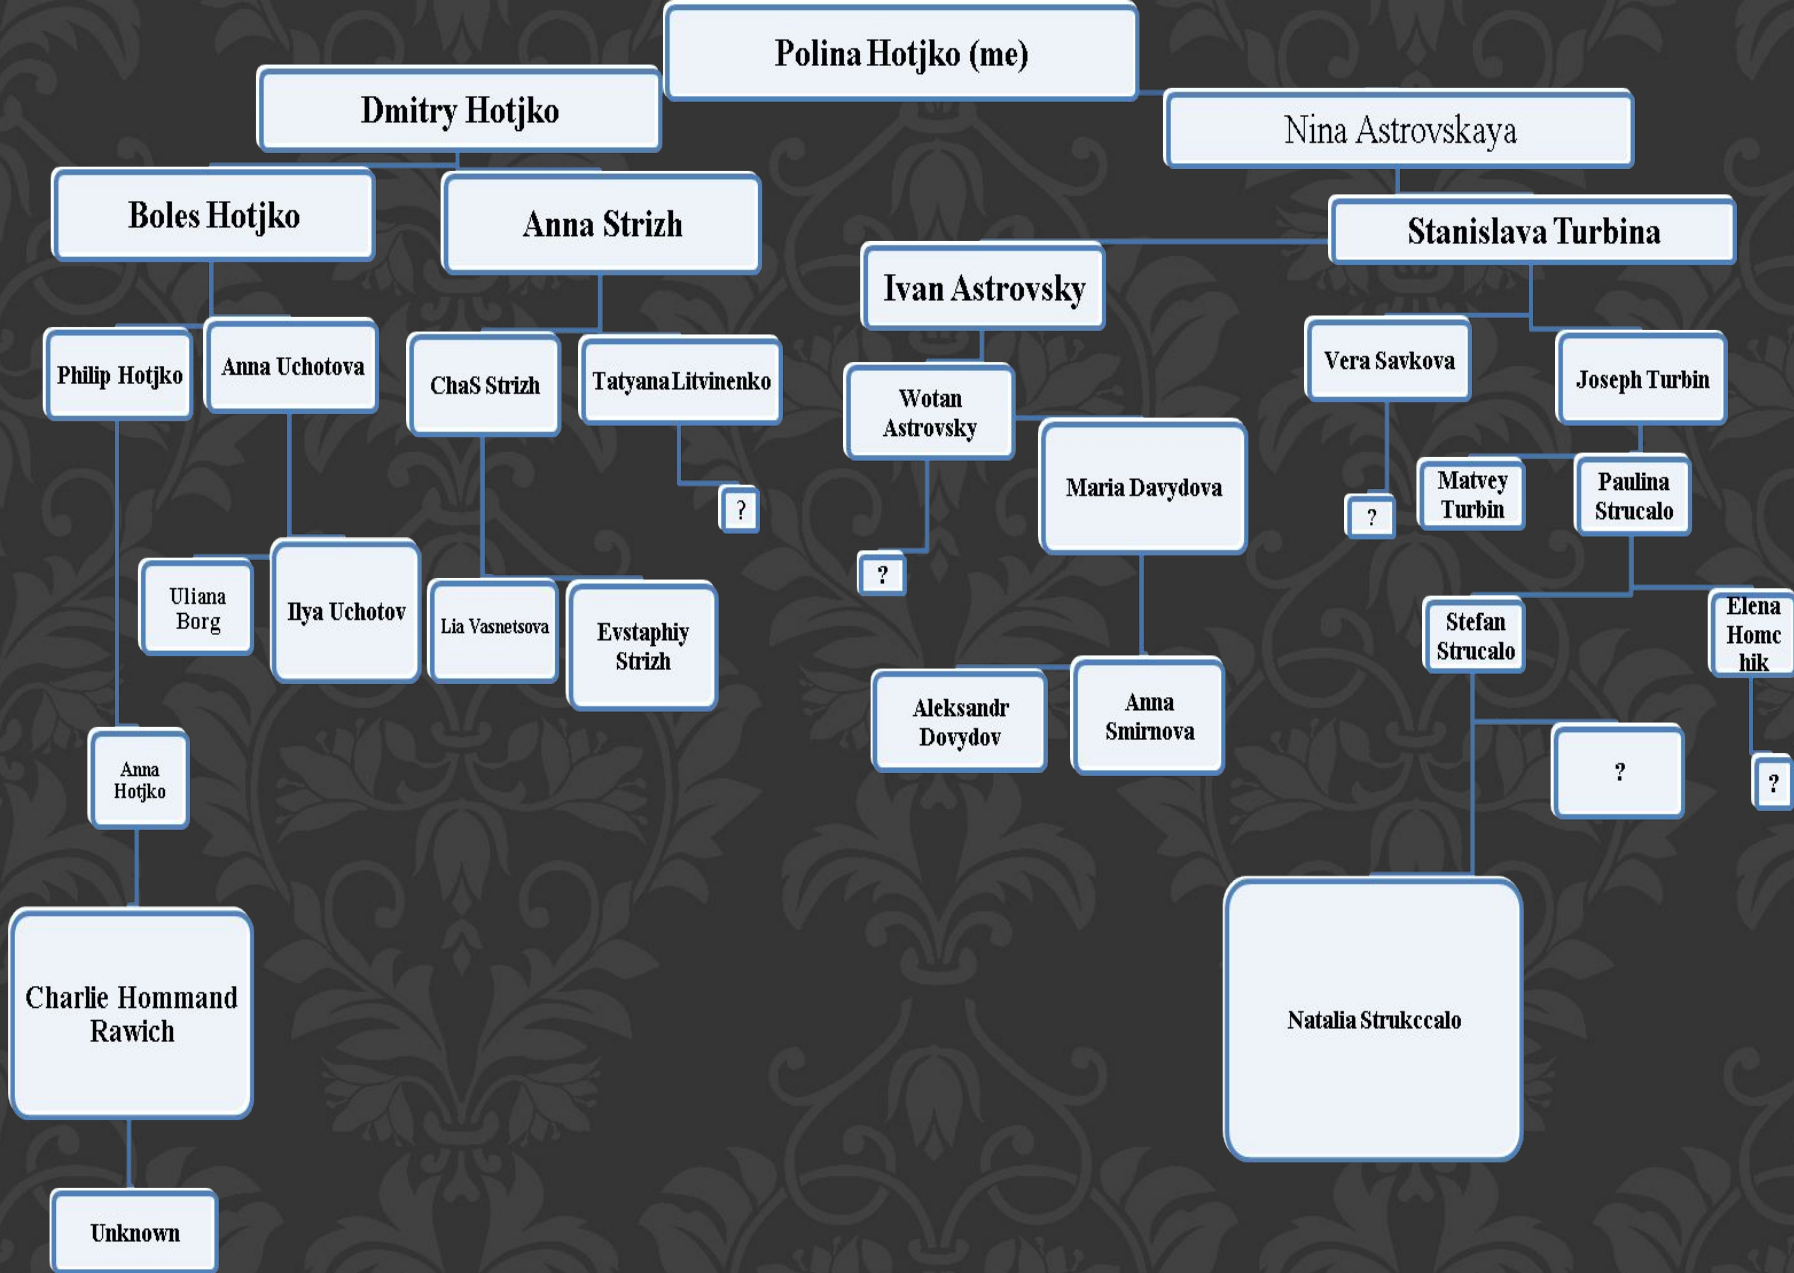 Polina Hotjko (me)
Dmitry Hotjko
Nina Astrovskaya
Boles Hotjko
Anna Strizh
Stanislava Turbina
Ivan Astrovsky
Philip Hotjko
Anna Uchotova
ChaS Strizh
Tatyana Litvinenko
Wotan
Astrovsky
Vera Savkova
Joseph Turbin
Maria Davydova
Matvey
Turbin
Paulina
Strucalo
?
?
?
Uliana
Borg
Ilya Uchotov
Lia Vasnetsova
Evstaphiy
Strizh
Stefan
Strucalo
Elena
Homc
hik
Aleksandr
Dovydov
Anna
Smirnova
Anna
Hotjko
?
?
Charlie Hommand
Rawich
Natalia Strukccalo
Unknown